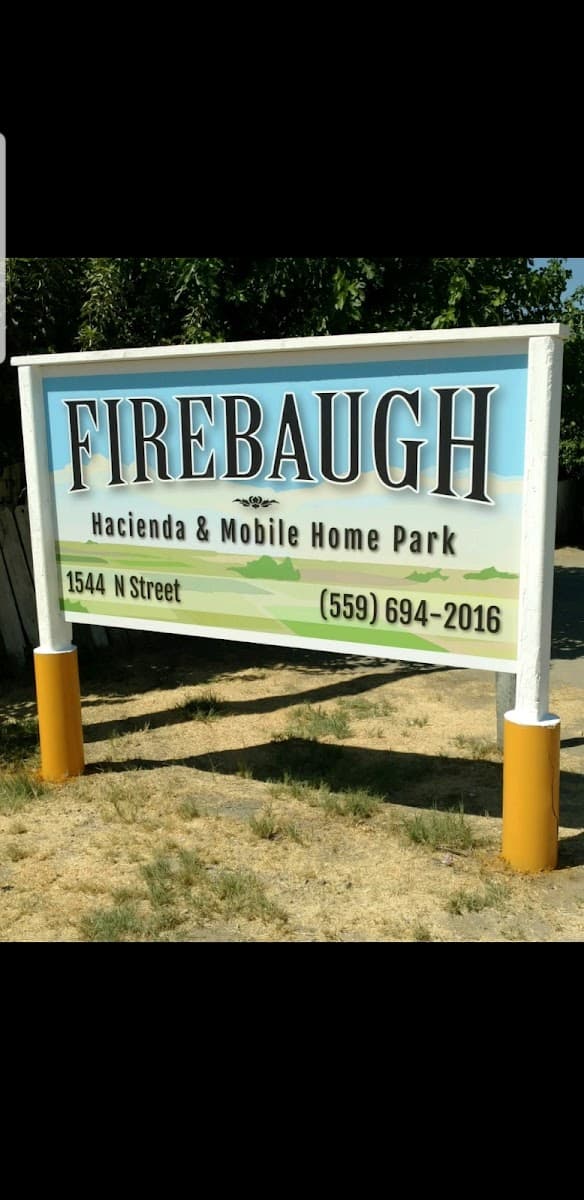 FIREBAUGH
Hacienda & Mobile Home Park
1544 N Street
(559) 694-2016